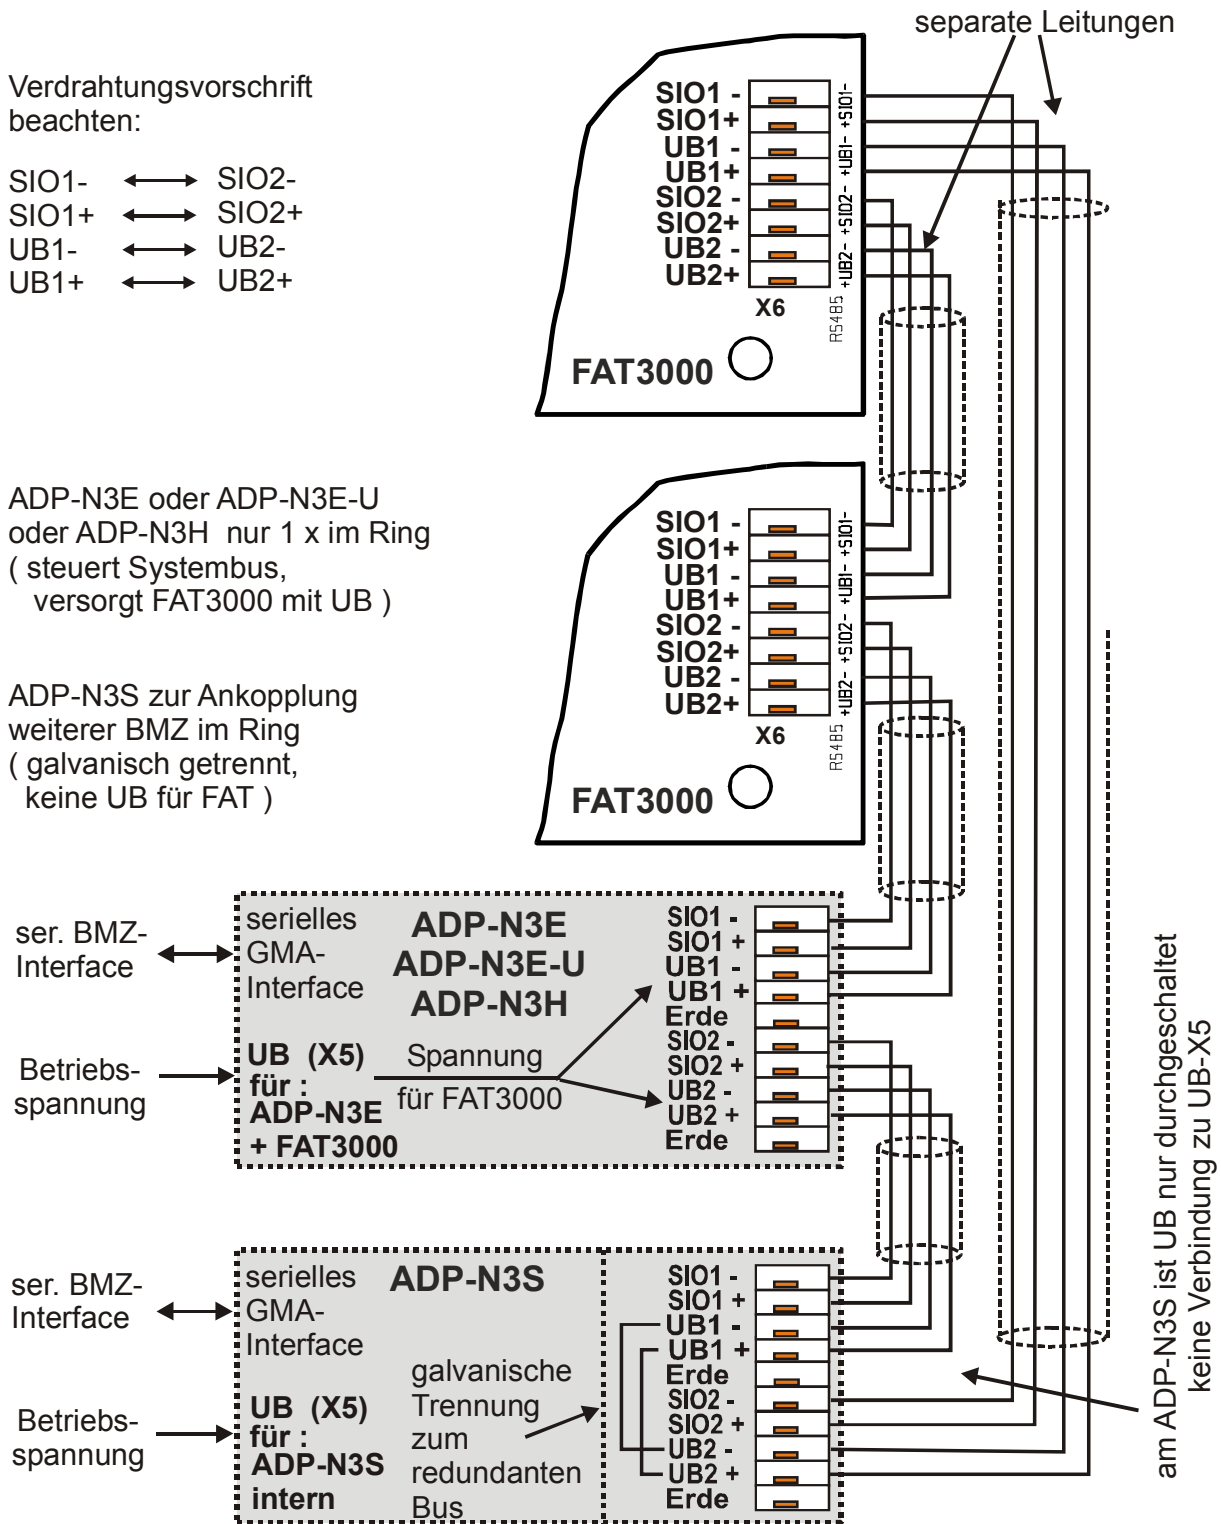 separate Leitungen
Verdrahtungsvorschrift
beachten:
SIO1- SIO2-
SIO1+ SIO2+
UB1- UB2-
UB1+ UB2+
SIO1 -
SIO1+
UB1 -
UB1+
SIO2 -
SIO2+
UB2 -
UB2+
+SIO1-
+UB1-
+SIO2-
+UB2-
X6
RS485
FAT3000
ADP-N3E oder ADP-N3E-U
oder ADP-N3H nur 1 x im Ring
( steuert Systembus,
versorgt FAT3000 mit UB )
ADP-N3S zur Ankopplung
weiterer BMZ im Ring
( galvanisch getrennt,
keine UB für FAT )
SIO1 -
SIO1+
UB1 -
UB1+
SIO2 -
SIO2+
UB2 -
UB2+
+SIO1-
+UB1-
+SIO2-
+UB2-
X6
RS485
FAT3000
ser. BMZ-
Interface
Betriebs-
spannung
serielles
GMA-
Interface
ADP-N3E
ADP-N3E-U
ADP-N3H
UB (X5)
für :
ADP-N3E
+ FAT3000
Spannung
für FAT3000
SIO1 -
SIO1 +
UB1 -
UB1 +
Erde
SIO2 -
SIO2 +
UB2 -
UB2 +
Erde
ser. BMZ-
Interface
Betriebs-
spannung
serielles
GMA-
Interface
ADP-N3S
UB (X5)
für :
ADP-N3S
intern
galvanische
Trennung
zum
redundanten
Bus
SIO1 -
SIO1 +
UB1 -
UB1 +
Erde
SIO2 -
SIO2 +
UB2 -
UB2 +
Erde
am ADP-N3S ist UB nur durchgeschaltet
keine Verbindung zu UB-X5